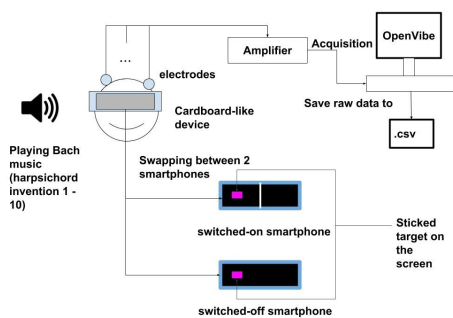 Amplifier
Acquisition
OpenVibe
...
electrodes
Save raw data to
Cardboard-like
device
.csv
Playing Bach
music
(harpsichord
invention 1 -
10)
Swapping between 2
smartphones
switched-on smartphone
Sticked
target on
the
screen
switched-off smartphone